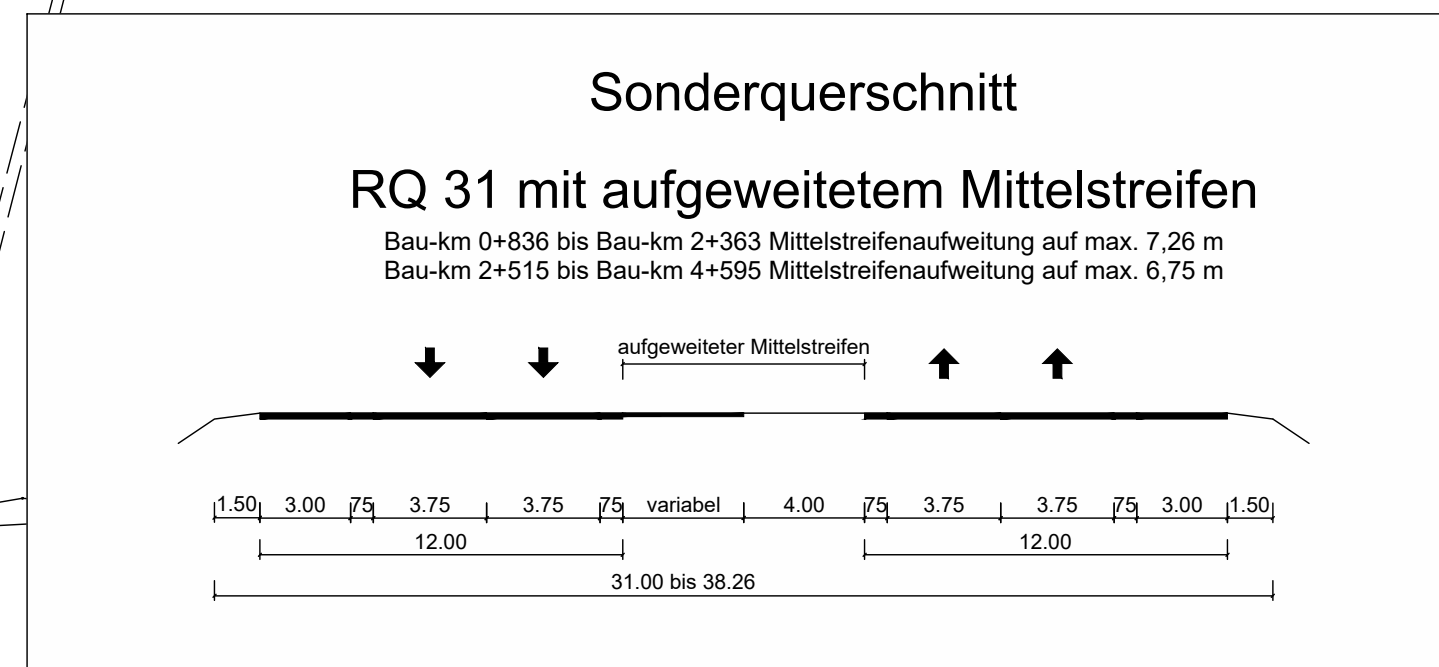 Sonderquerschnitt
RQ 31 mit aufgeweitetem Mittelstreifen
Bau-km 0+836 bis Bau-km 2+363 Mittelstreifenaufweitung auf max. 7,26 m
Bau-km 2+515 bis Bau-km 4+595 Mittelstreifenaufweitung auf max. 6,75 m
aufgeweiteter Mittelstreifen
1.50 3.00 75 3.75 3.75 75 variabel 4.00 75 3.75 3.75 75 3.00 1.50
12.00 12.00
31.00 bis 38.26